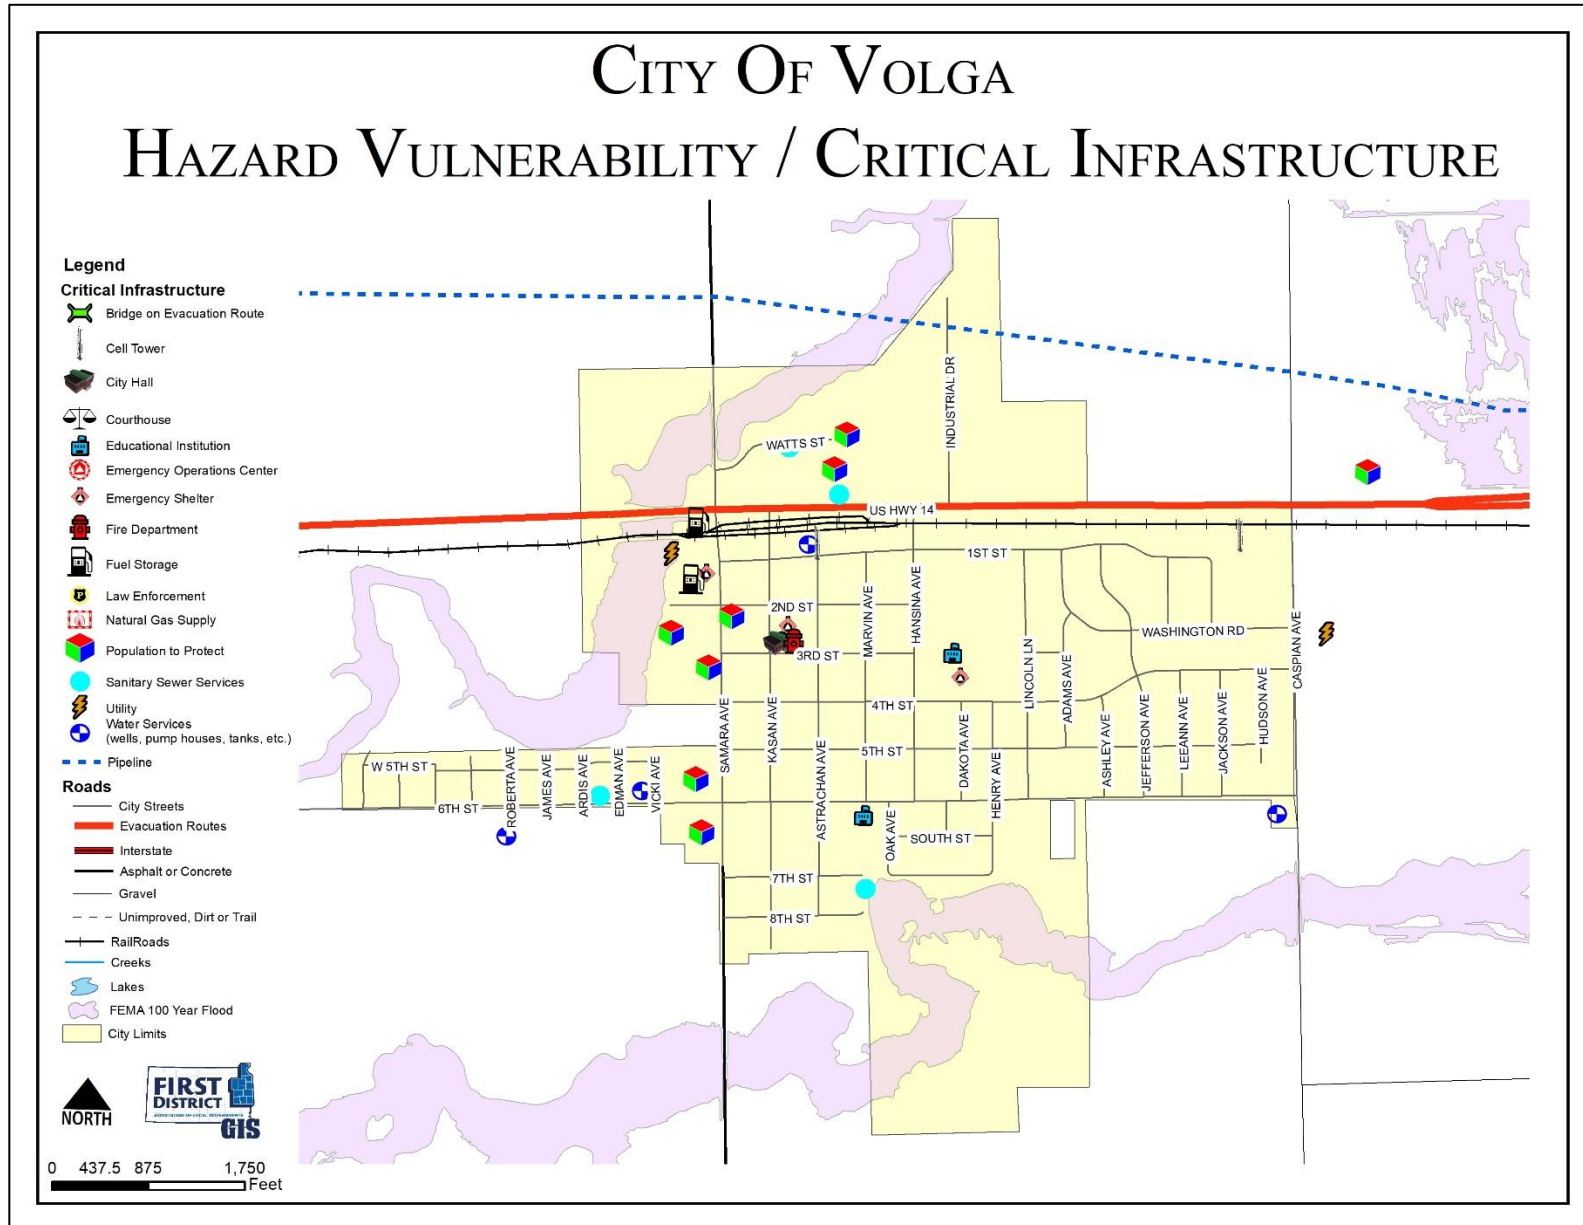 CITY OF VOLGA
HAZARD VULNERABILITY / CRITICAL INFRASTRUCTURE
Legend
Critical Infrastructure
Bridge on Evacuation Route
Cell Tower
City Hall
Courthouse
Educational Institution
Emergency Operations Center
Emergency Shelter
Fire Department
Fuel Storage
Law Enforcement
Natural Gas Supply
Population to Protect
Sanitary Sewer Services
Utility
Water Services
(wells, pump houses, tanks, etc.)
Pipeline
Roads
City Streets
Evacuation Routes
Interstate
Asphalt or Concrete
Gravel
Unimproved, Dirt or Trail
RailRoads
Creeks
Lakes
FEMA 100 Year Flood
City Limits
NORTH
FIRST
DISTRICT
GIS
0 437.5 875 1,750
Feet
INDUSTRIAL DR
WATTS ST
US HWY 14
1ST ST
2ND ST
MARVIN AVE
HANSINA AVE
3RD ST
WASHINGTON RD
CASPIAN AVE
LINCOLN LN
ADAMS AVE
4TH ST
SAMARA AVE
KASAN AVE
5TH ST
DAKOTA AVE
HENRY AVE
ASHLEY AVE
JEFFERSON AVE
LEEANN AVE
JACKSON AVE
HUDSON AVE
W 5TH ST
6TH ST
ROBERTA AVE
JAMES AVE
ARDIS AVE
EDMAN AVE
VICKI AVE
ASTRACHAN AVE
OAK AVE
SOUTH ST
7TH ST
8TH ST